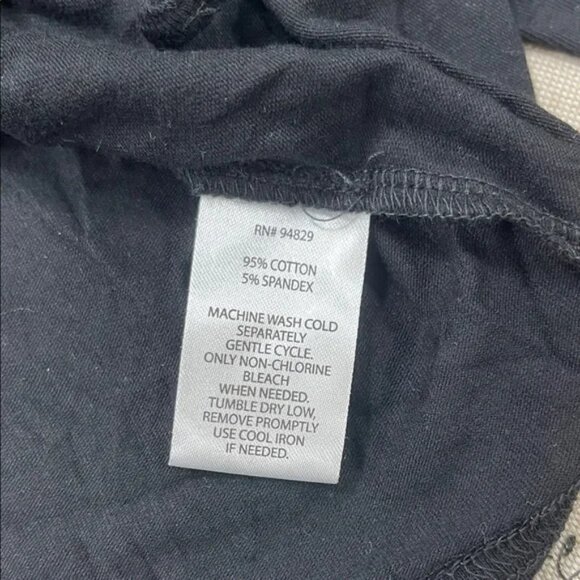 RN# 94829
95% COTTON
5% SPANDEX
MACHINE WASH COLD
SEPARATELY
GENTLE CYCLE.
ONLY NON-CHLORINE
BLEACH
WHEN NEEDED.
TUMBLE DRY LOW,
REMOVE PROMPTLY
USE COOL IRON
IF NEEDED.